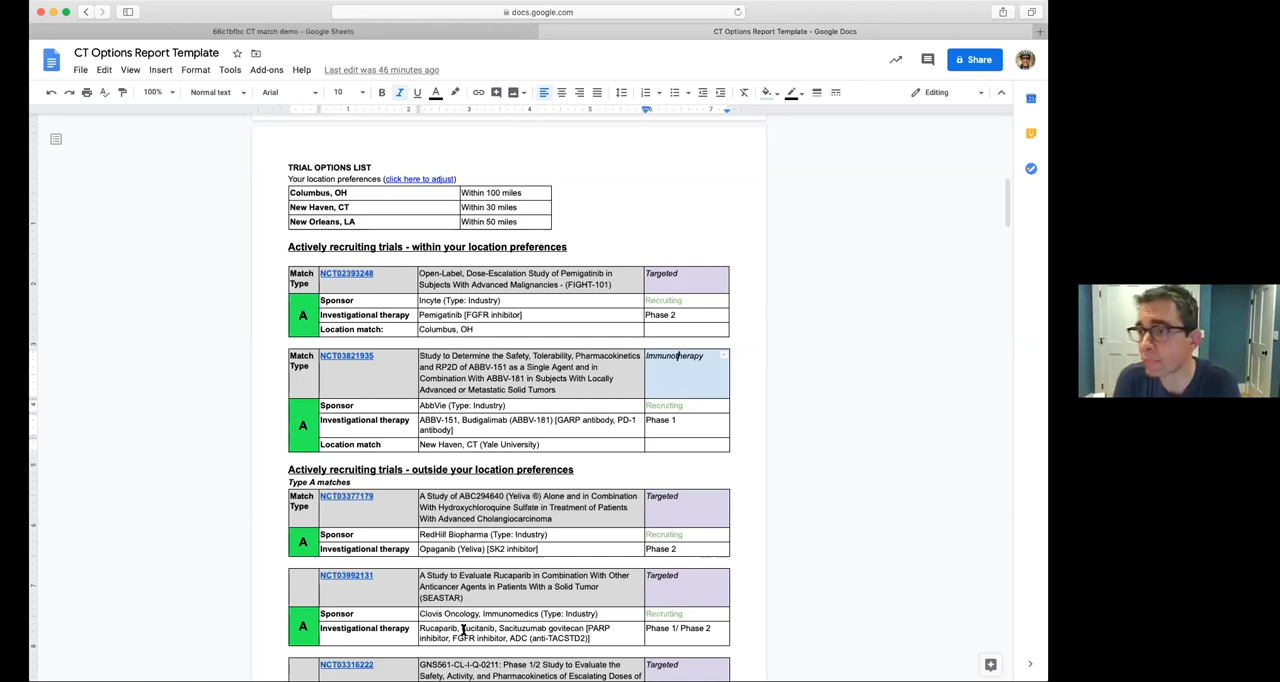 docs.google.com
66c1bfbc CT match demo - Google Sheets
CT Options Report Template - Google Docs
CT Options Report Template
File Edit View Insert Format Tools Add-ons Help Last edit was 46 minutes ago
Share
100% Normal text Arial 10 B I U A Editing
1 2 3 4 5 6 7
TRIAL OPTIONS LIST
Your location preferences (click here to adjust)
Columbus, OH Within 100 miles
New Haven, CT Within 30 miles
New Orleans, LA Within 50 miles
Actively recruiting trials - within your location preferences
Match Type NCT02393248 Open-Label, Dose-Escalation Study of Pemigatinib in Targeted
Subjects With Advanced Malignancies - (FIGHT-101)
A Sponsor Incyte (Type: Industry) Recruiting
Investigational therapy Pemigatinib [FGFR inhibitor] Phase 2
Location match: Columbus, OH
Match Type NCT03821935 Study to Determine the Safety, Tolerability, Pharmacokinetics Immunotherapy
and RP2D of ABBV-151 as a Single Agent and in
Combination With ABBV-181 in Subjects With Locally
Advanced or Metastatic Solid Tumors
A Sponsor AbbVie (Type: Industry) Recruiting
Investigational therapy ABBV-151, Budigalimab (ABBV-181) [GARP antibody, PD-1 Phase 1
antibody]
Location match New Haven, CT (Yale University)
Actively recruiting trials - outside your location preferences
Type A matches
Match Type NCT03377179 A Study of ABC294640 (Yeliva ®) Alone and in Combination Targeted
With Hydroxychloroquine Sulfate in Treatment of Patients
With Advanced Cholangiocarcinoma
A Sponsor RedHill Biopharma (Type: Industry) Recruiting
Investigational therapy Opaganib (Yeliva) [SK2 inhibitor] Phase 2
NCT03992131 A Study to Evaluate Rucaparib in Combination With Other Targeted
Anticancer Agents in Patients With a Solid Tumor
(SEASTAR)
A Sponsor Clovis Oncology, Immunomedics (Type: Industry) Recruiting
Investigational therapy Rucaparib, Lucitanib, Sacituzumab govitecan [PARP Phase 1/ Phase 2
inhibitor, FGFR inhibitor, ADC (anti-TACSTD2)]
NCT03316222 GNS561-CL-I-Q-0211: Phase 1/2 Study to Evaluate the Targeted
Safety, Activity, and Pharmacokinetics of Escalating Doses of